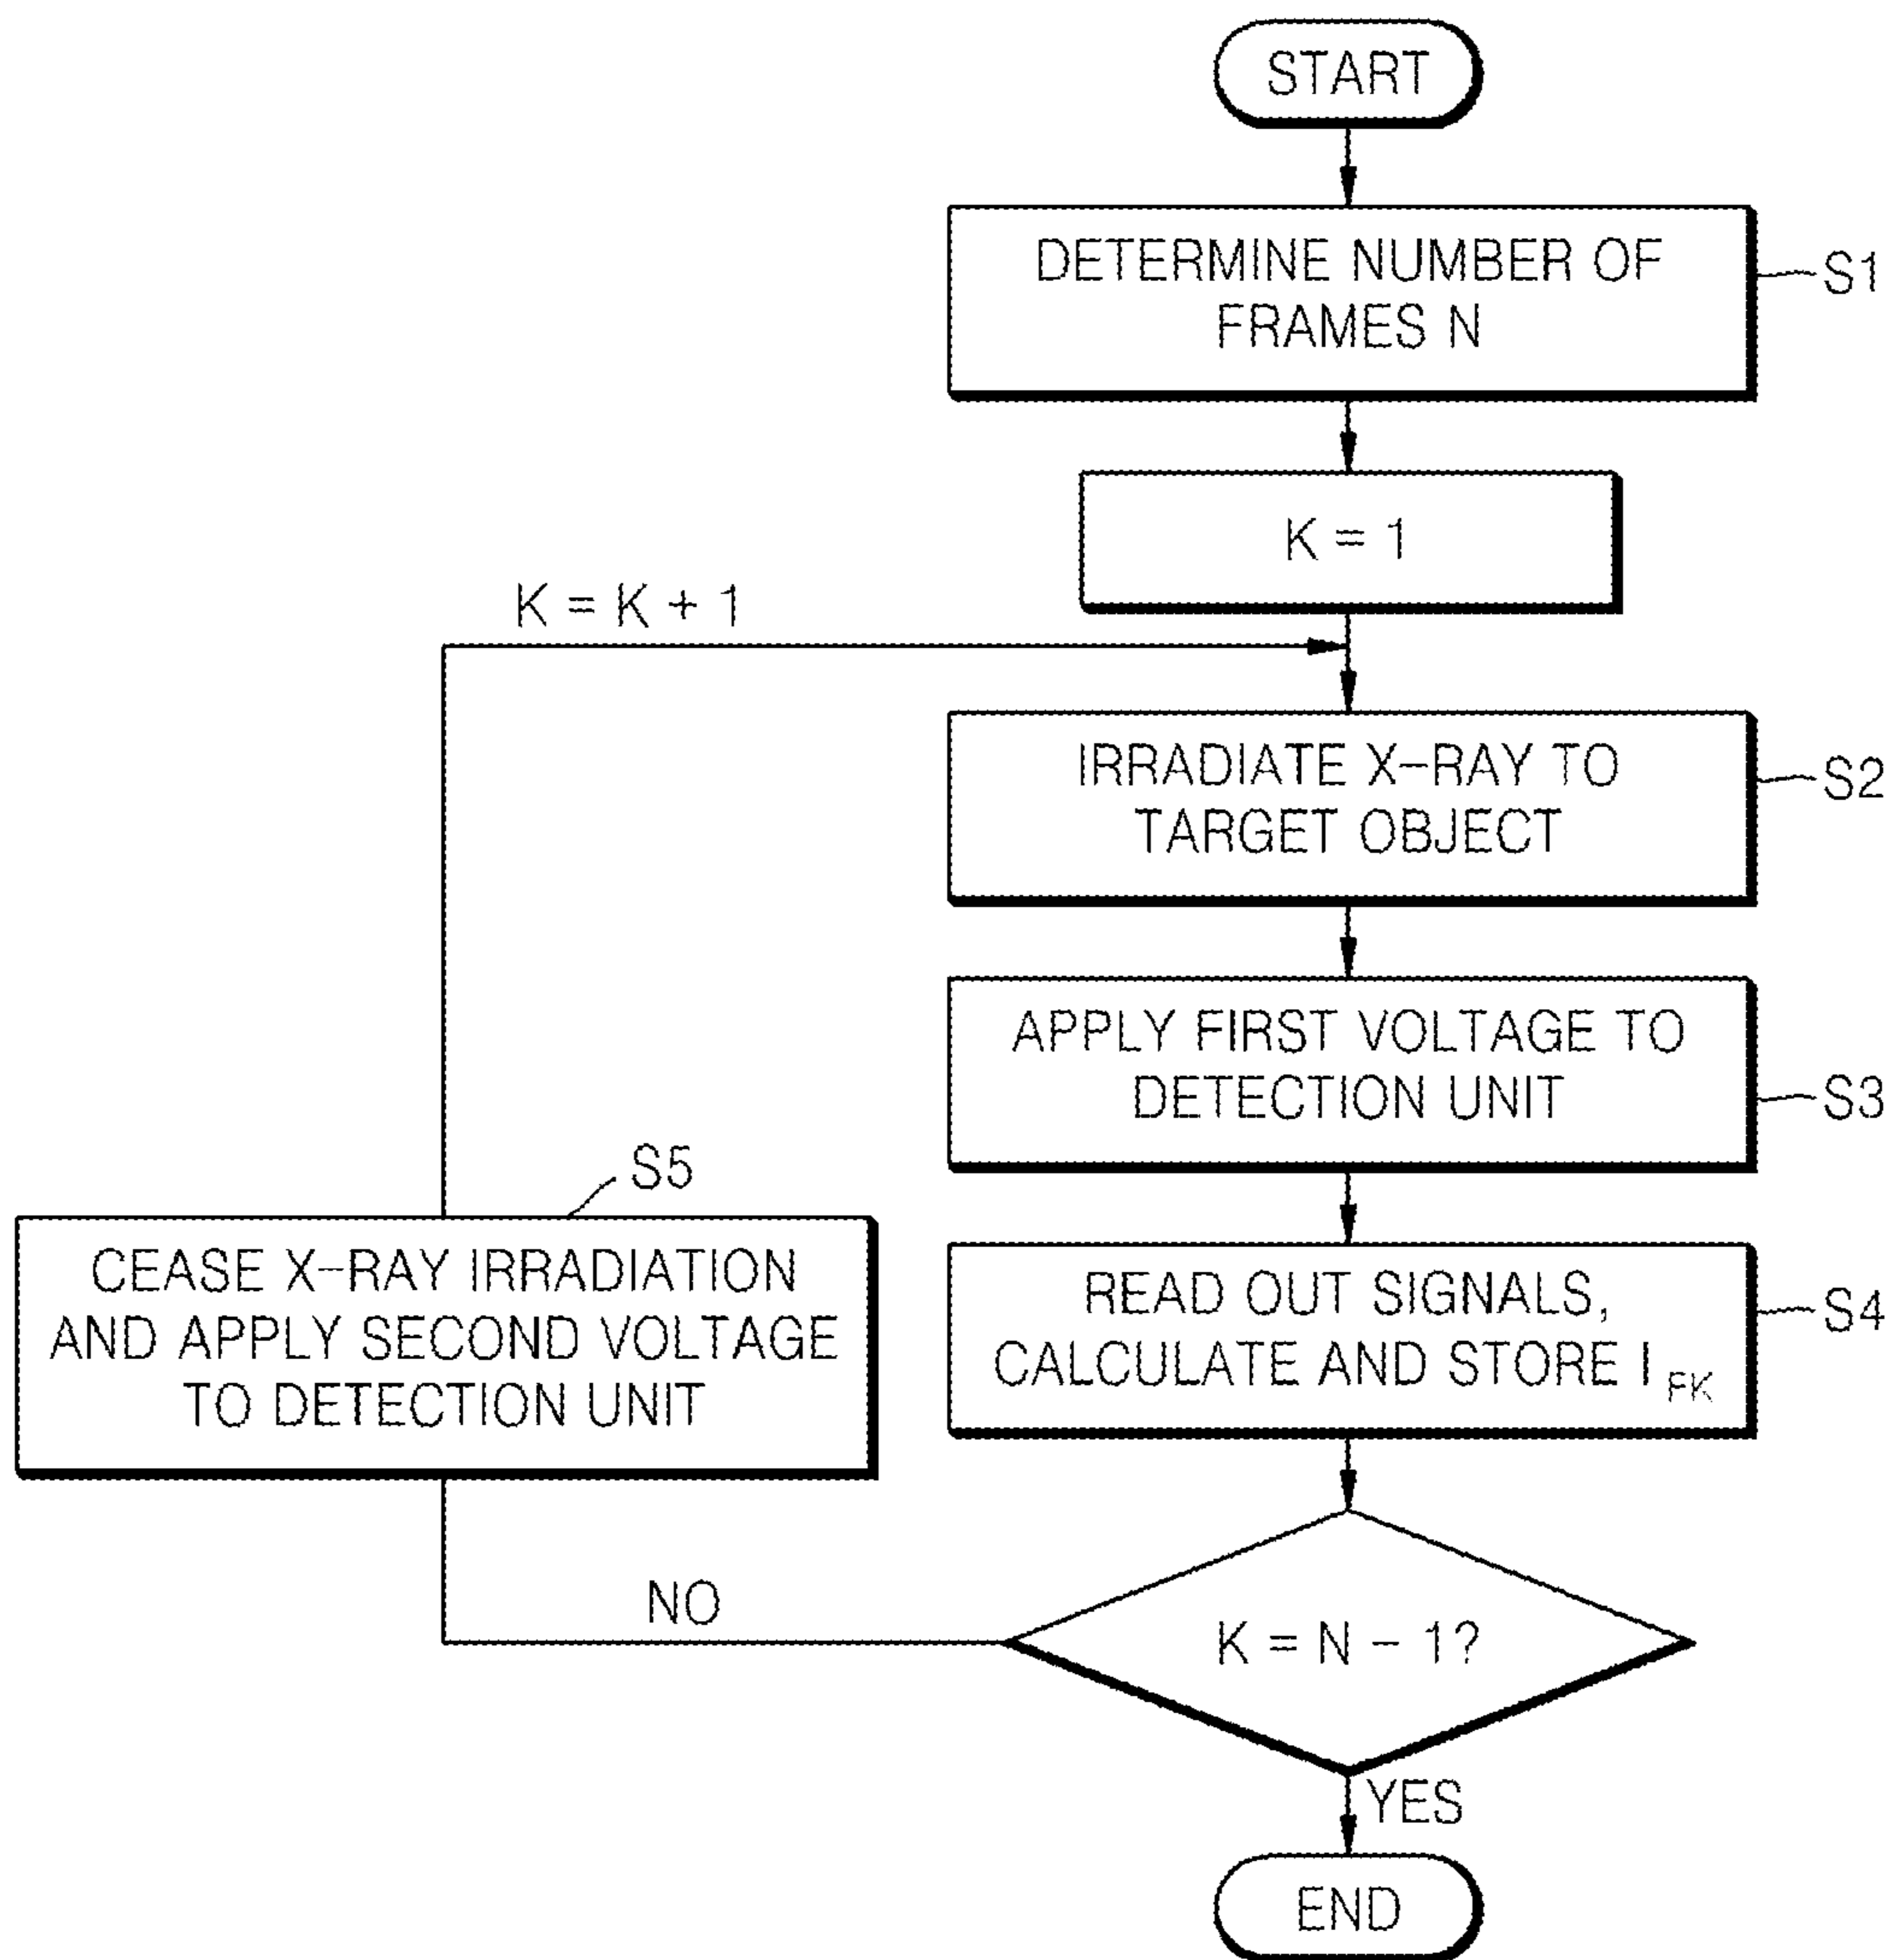 START
DETERMINE NUMBER OF
FRAMES N
S1
K = 1
K = K + 1
IRRADIATE X-RAY TO
TARGET OBJECT
S2
APPLY FIRST VOLTAGE TO
DETECTION UNIT
S3
S5
CEASE X-RAY IRRADIATION
AND APPLY SECOND VOLTAGE
TO DETECTION UNIT
READ OUT SIGNALS,
CALCULATE AND STORE I FK
S4
NO
K = N - 1?
YES
END